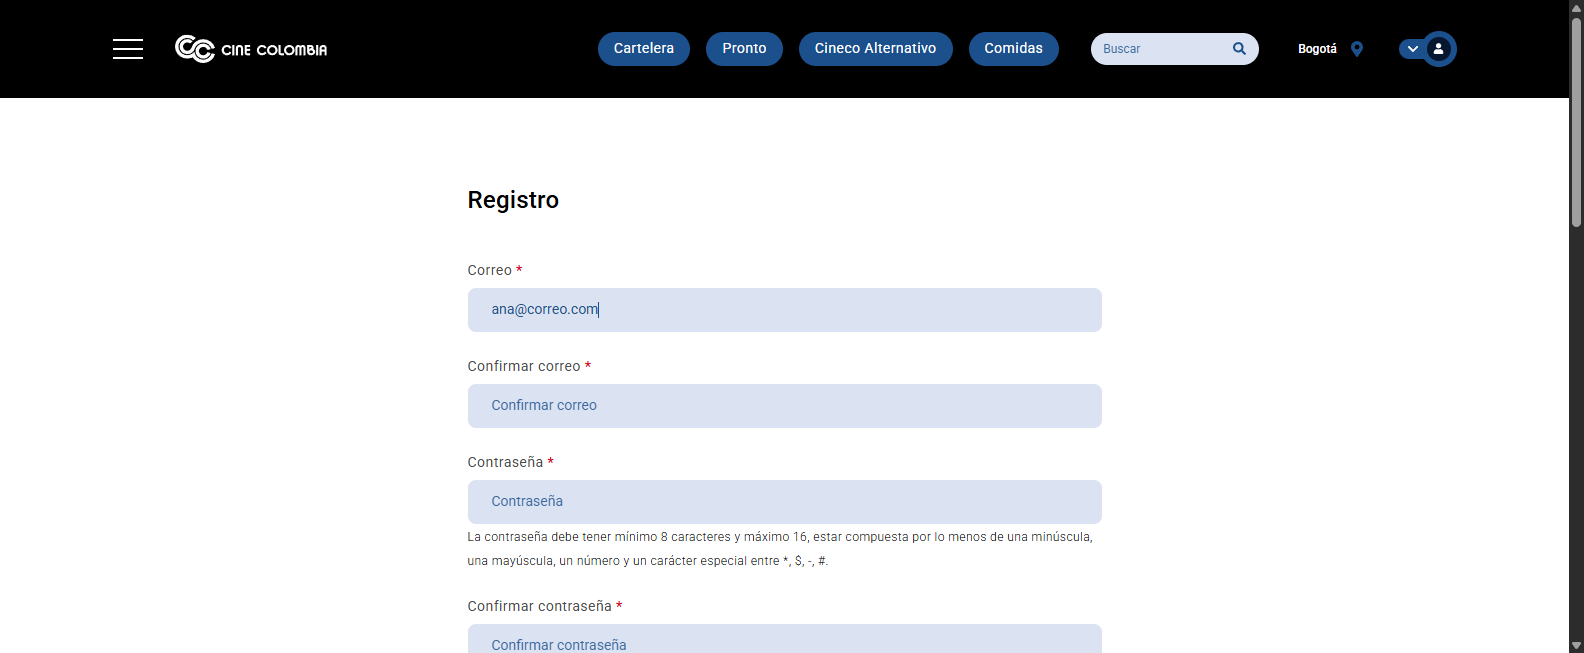 CINE COLOMBIA
Cartelera
Pronto
Cineco Alternativo
Comidas
Buscar
Bogotá
Registro
Correo *
ana@correo.com
Confirmar correo *
Confirmar correo
Contraseña *
Contraseña
La contraseña debe tener mínimo 8 caracteres y máximo 16, estar compuesta por lo menos de una minúscula,
una mayúscula, un número y un carácter especial entre *, $, -, #.
Confirmar contraseña *
Confirmar contraseña